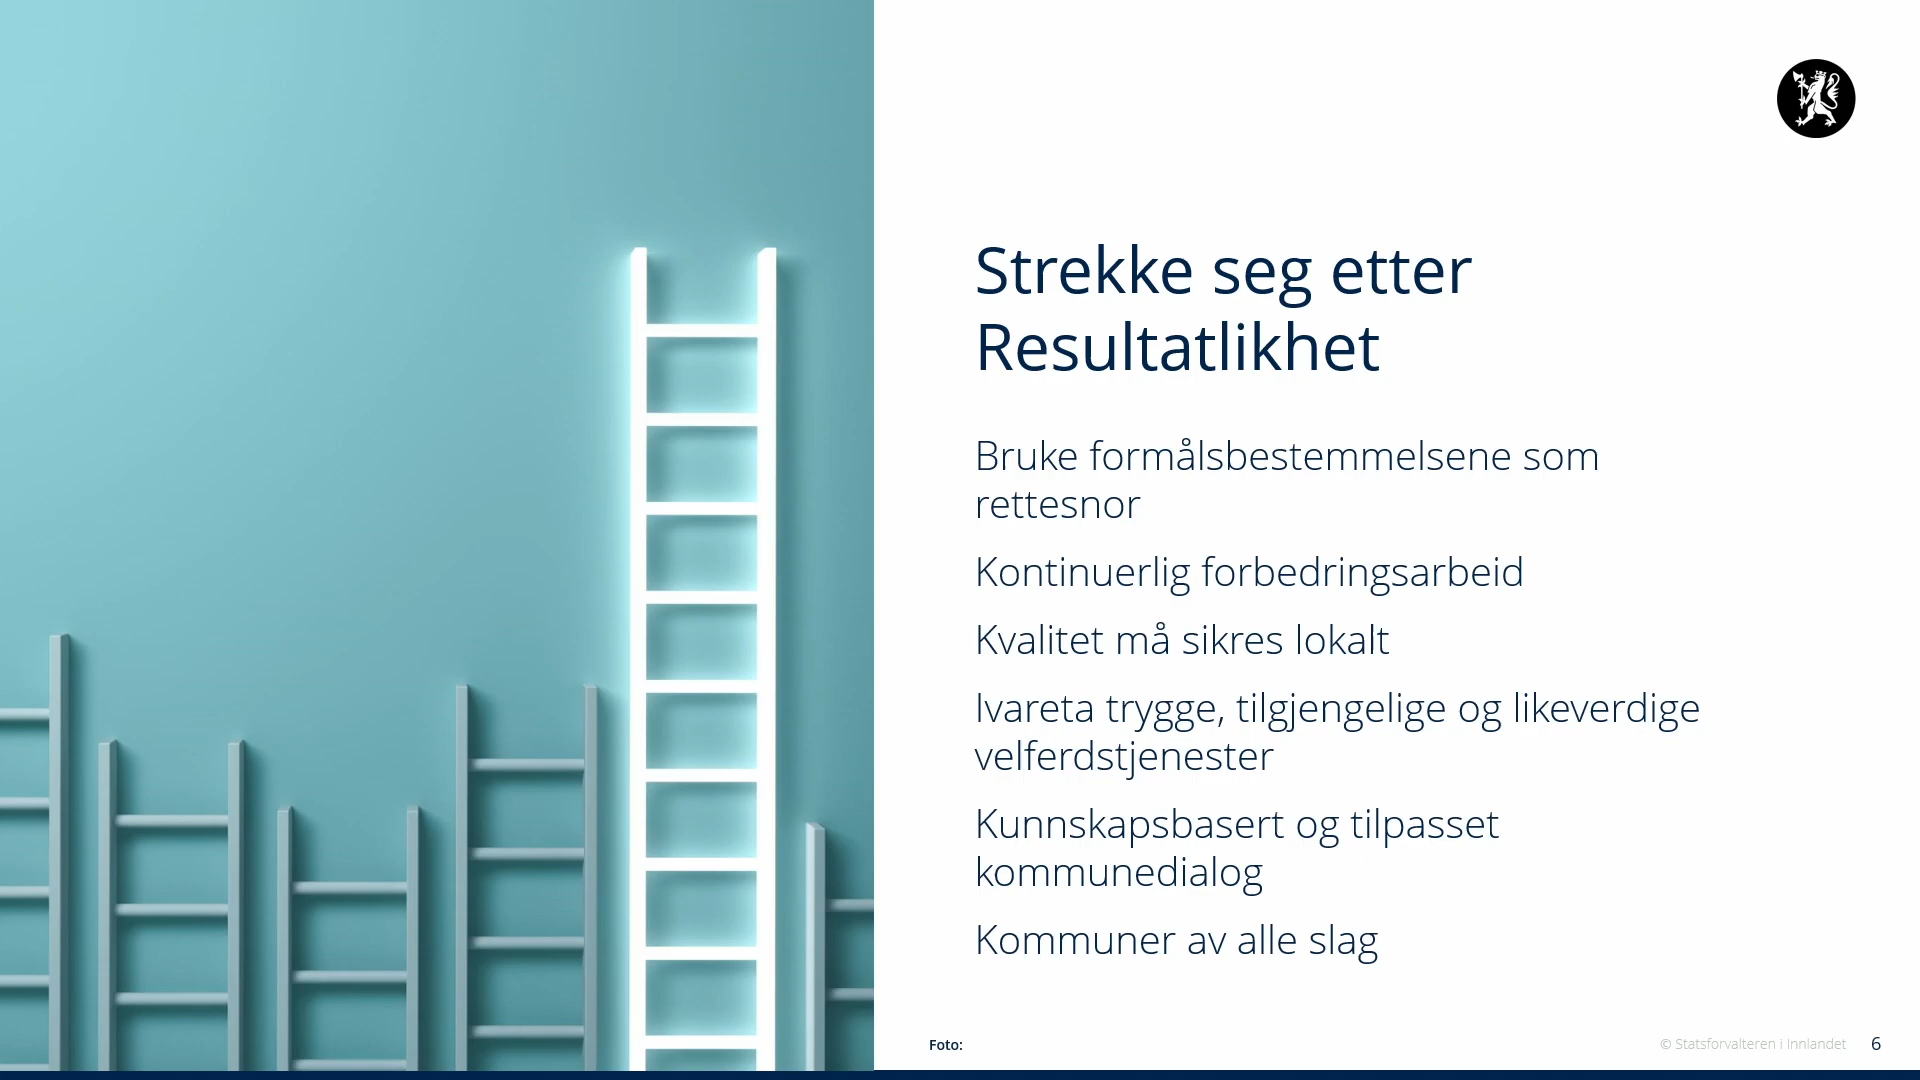 Strekke seg etter
Resultatlikhet
Bruke formålsbestemmelsene som
rettesnor
Kontinuerlig forbedringsarbeid
Kvalitet må sikres lokalt
Ivareta trygge, tilgjengelige og likeverdige
velferdstjenester
Kunnskapsbasert og tilpasset
kommunedialog
Kommuner av alle slag
Foto:
© Statsforvalteren i Innlandet 6